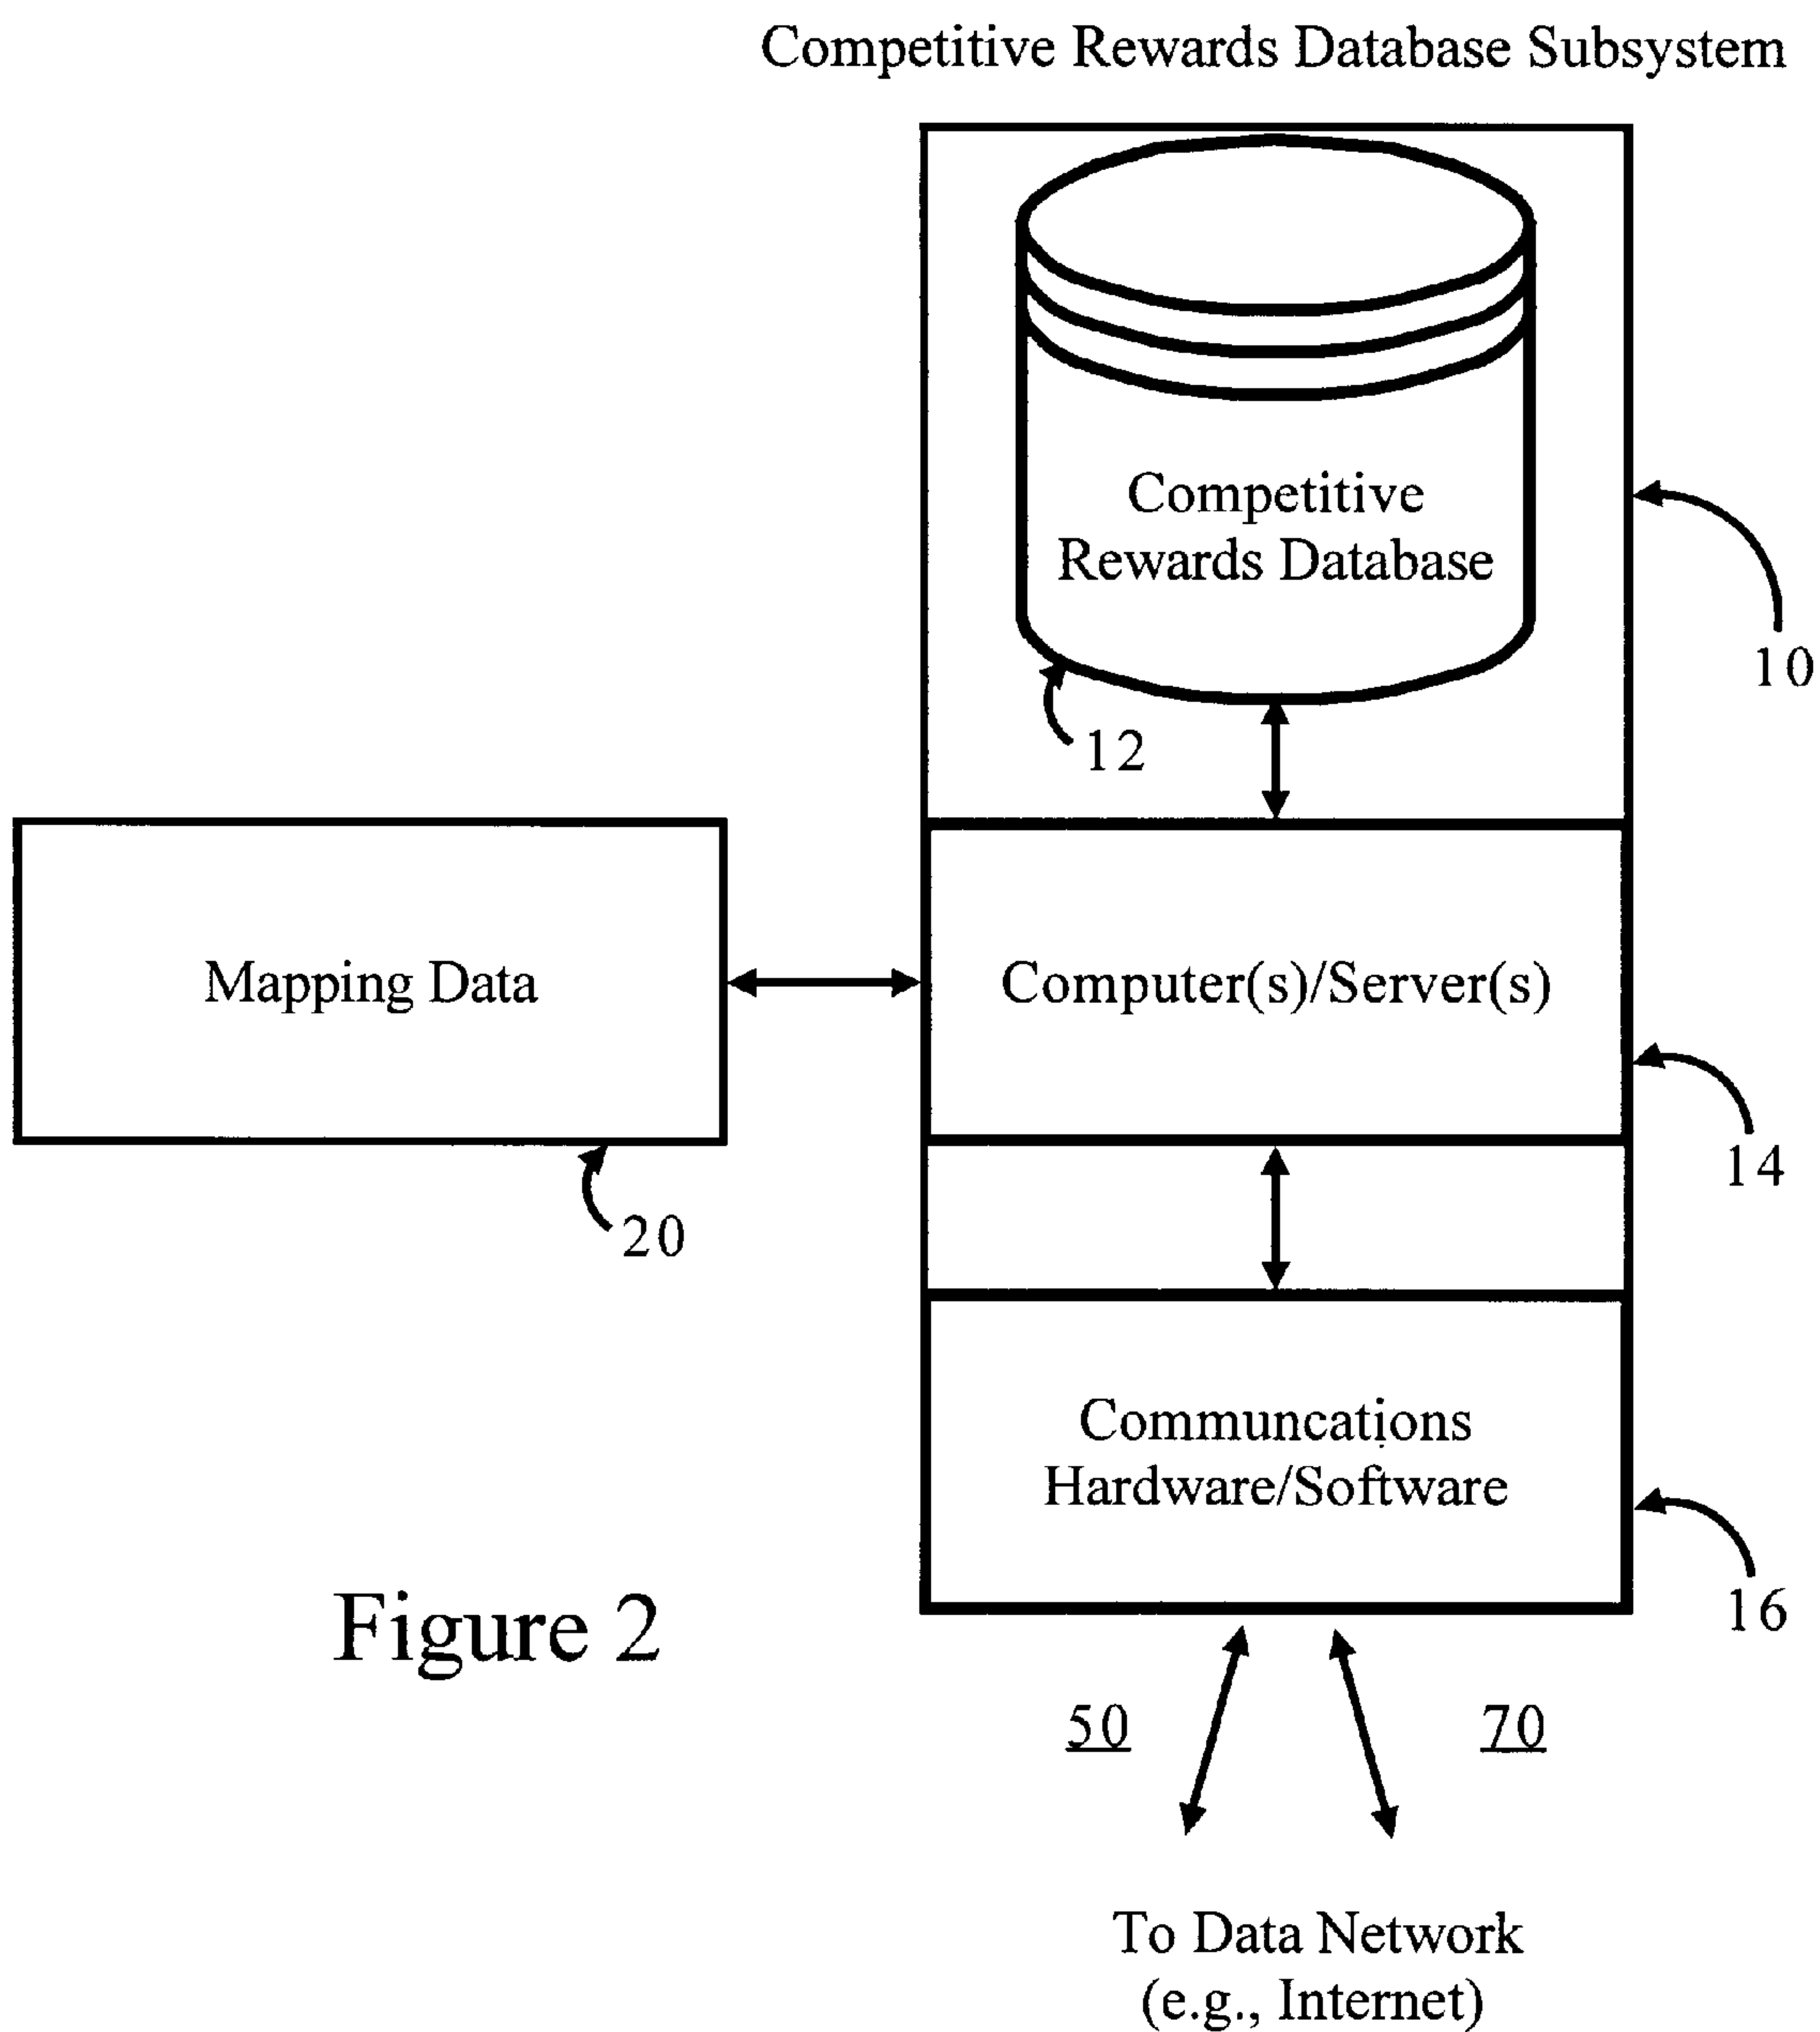 Competitive Rewards Database Subsystem
Competitive
Rewards Database
10
12
Mapping Data
Computer(s)/Server(s)
14
20
Communcations
Hardware/Software
16
Figure 2
50
70
To Data Network
(e.g., Internet)